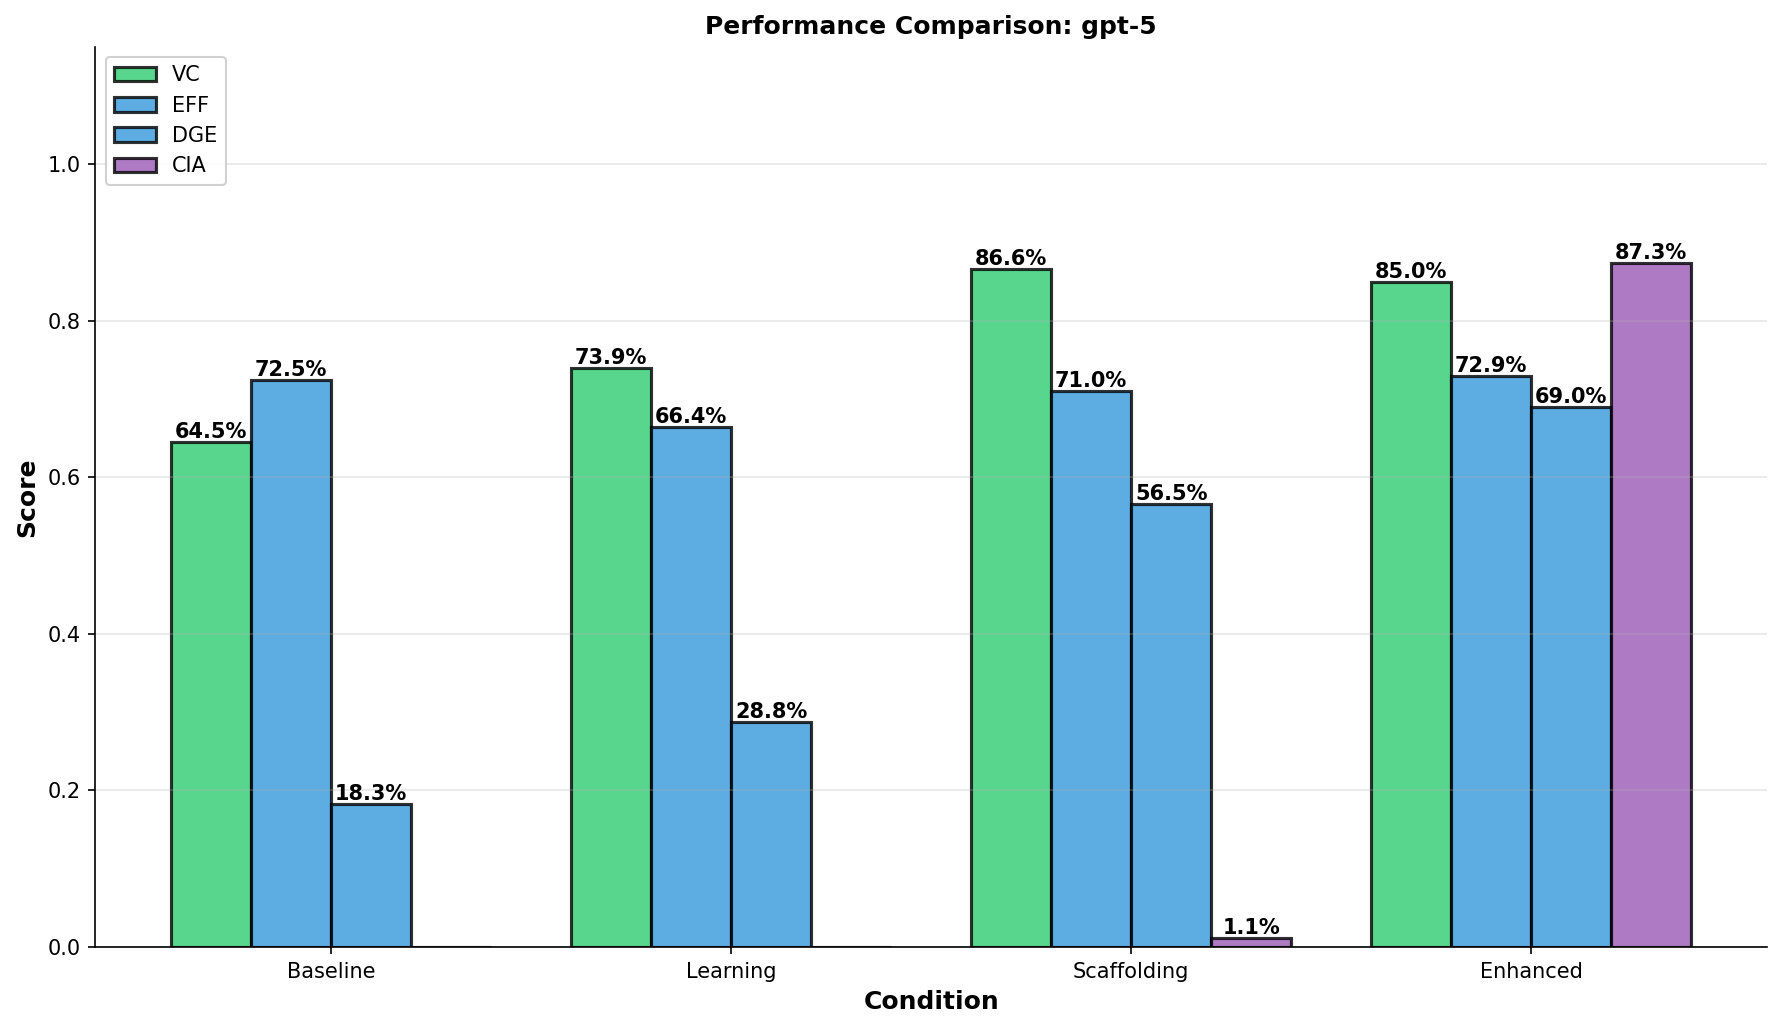 Performance Comparison: gpt-5
VC
EFF
DGE
CIA
Score
1.0
0.8
0.6
0.4
0.2
0.0
64.5%
72.5%
18.3%
73.9%
66.4%
28.8%
86.6%
71.0%
56.5%
1.1%
85.0%
72.9%
69.0%
87.3%
Baseline
Learning
Scaffolding
Enhanced
Condition